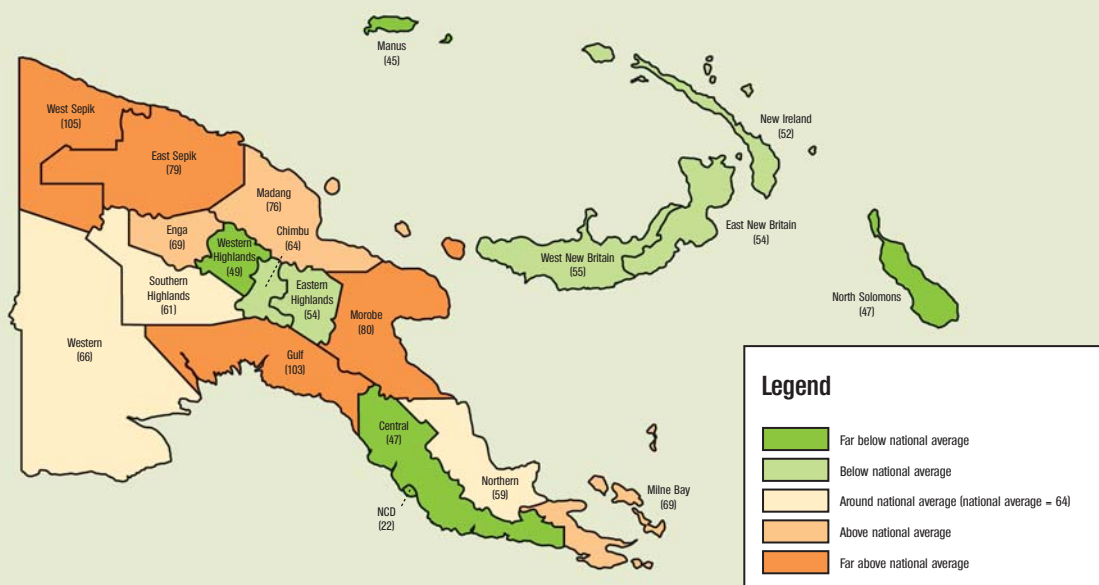 Manus
(45)
West Sepik
(105)
New Ireland
(52)
East Sepik
(79)
Madang
(76)
East New Britain
(54)
Enga
(69)
Chimbu
(64)
Western
Highlands
(49)
West New Britain
(55)
Southern
Highlands
(61)
Eastern
Highlands
(54)
North Solomons
(47)
Morobe
(80)
Western
(66)
Gulf
(103)
Central
(47)
Northern
(59)
Milne Bay
(69)
NCD
(22)
Legend
Far below national average
Below national average
Around national average (national average = 64)
Above national average
Far above national average